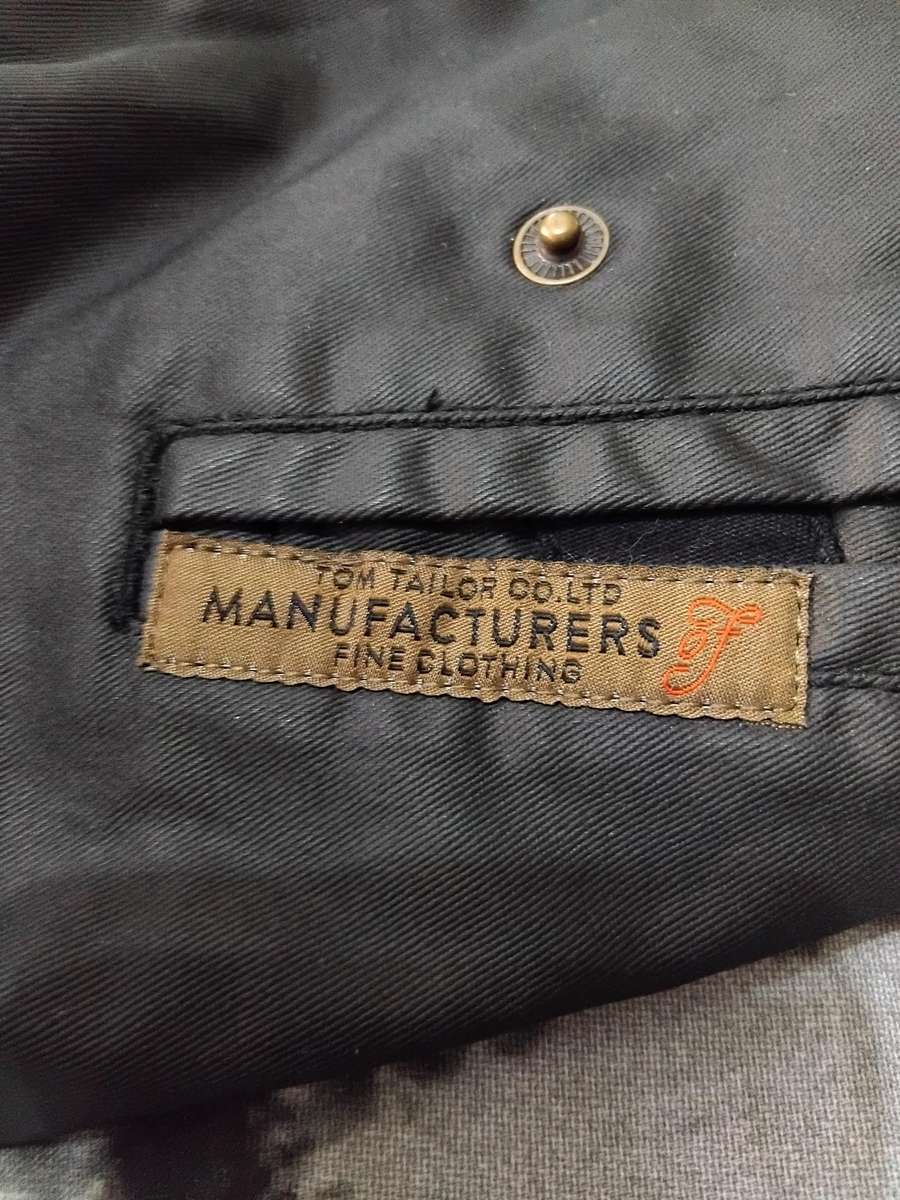 TOM TAILOR CO.LTD
MANUFACTURERS
FINE CLOTHING